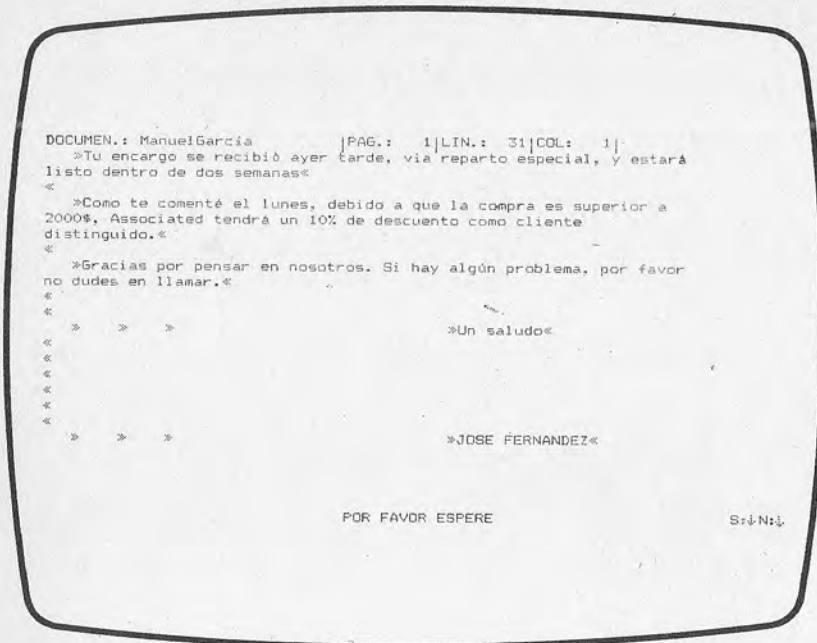 DOCUMEN.: ManuelGarcia |PAG.: 1|LIN.: 31|COL: 1|
»Tu encargo se recibió ayer tarde, via reparto especial, y estará
listo dentro de dos semanas«
«
»Como te comenté el lunes, debido a que la compra es superior a
2000$, Associated tendrá un 10% de descuento como cliente
distinguido.«
«
»Gracias por pensar en nosotros. Si hay algún problema, por favor
no dudes en llamar.«
«
«
» » » »Un saludo«
«
«
«
«
«
«
» » » »JOSE FERNANDEZ«
POR FAVOR ESPERE S:↓N:↓